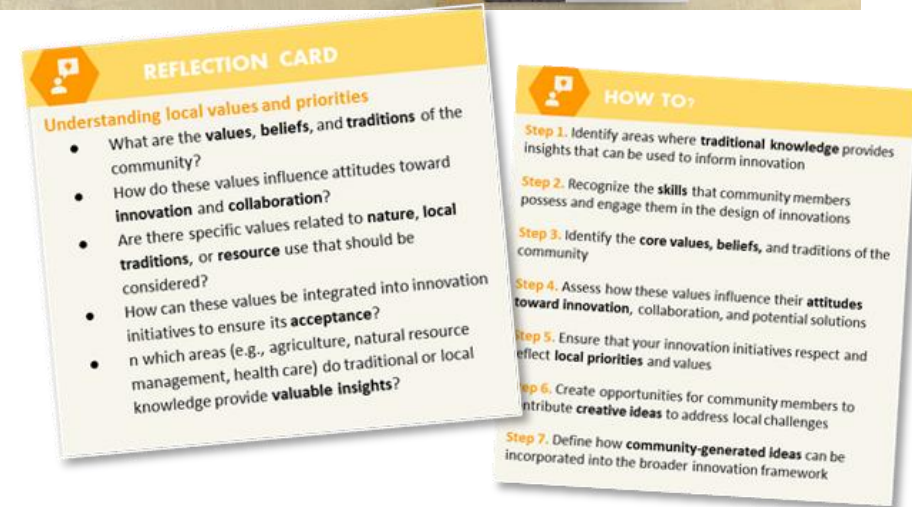 REFLECTION CARD
Understanding local values and priorities
• What are the values, beliefs, and traditions of the
community?
• How do these values influence attitudes toward
innovation and collaboration?
• Are there specific values related to nature, local
traditions, or resource use that should be
considered?
• How can these values be integrated into innovation
initiatives to ensure its acceptance?
• n which areas (e.g., agriculture, natural resource
management, health care) do traditional or local
knowledge provide valuable insights?
HOW TO?
Step 1. Identify areas where traditional knowledge provides
insights that can be used to inform innovation
Step 2. Recognize the skills that community members
possess and engage them in the design of innovations
Step 3. Identify the core values, beliefs, and traditions of the
community
Step 4. Assess how these values influence their attitudes
toward innovation, collaboration, and potential solutions
tep 5. Ensure that your innovation initiatives respect and
eflect local priorities and values
ep 6. Create opportunities for community members to
ntribute creative ideas to address local challenges
Step 7. Define how community-generated ideas can be
incorporated into the broader innovation framework